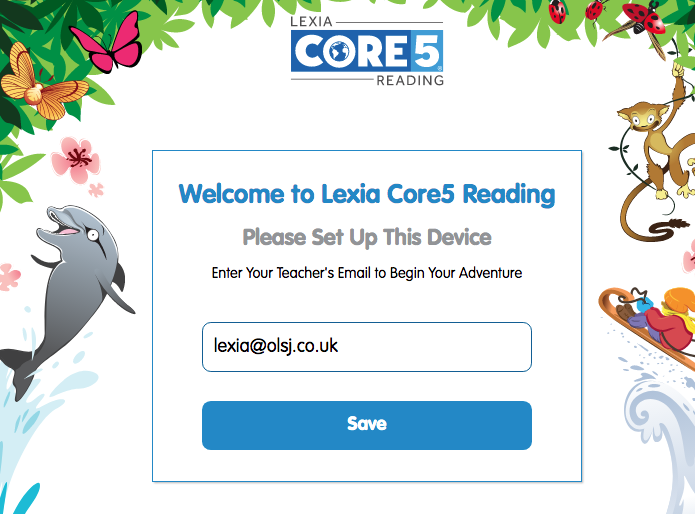 LEXIA
CORE5
READING
Welcome to Lexia Core5 Reading
Please Set Up This Device
Enter Your Teacher's Email to Begin Your Adventure
lexia@olsj.co.uk
Save